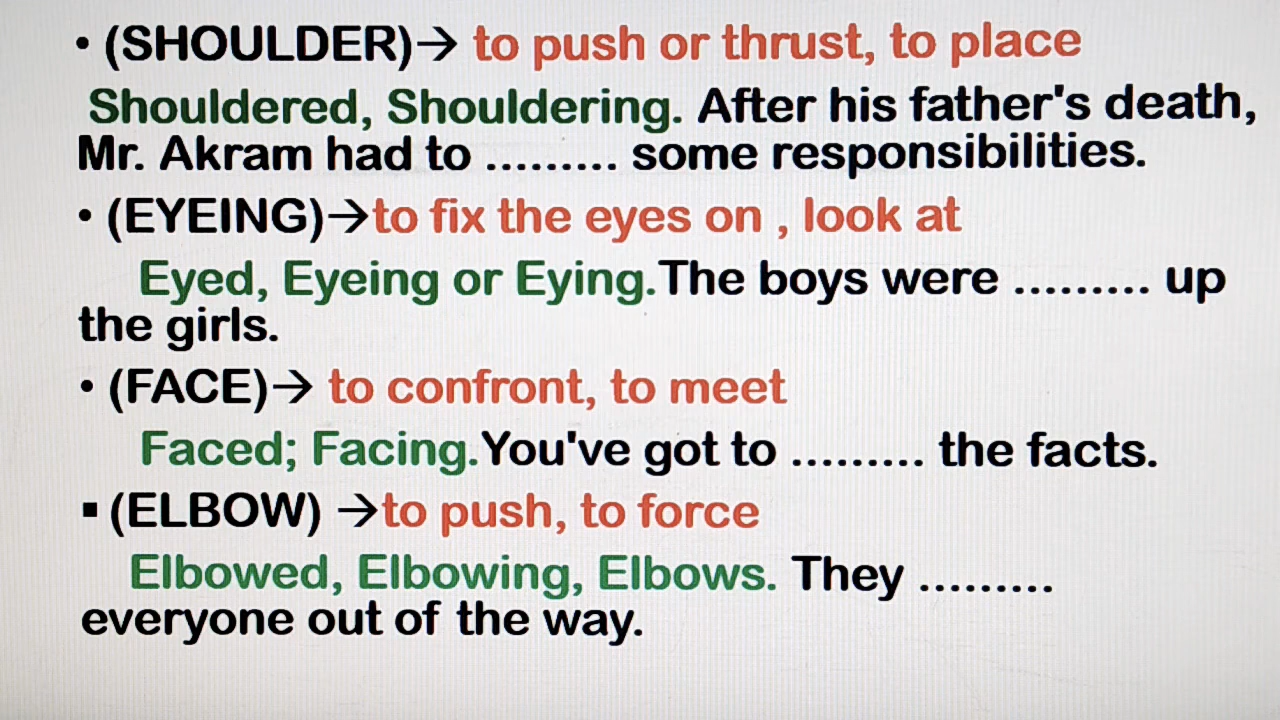 • (SHOULDER)→ to push or thrust, to place
Shouldered, Shouldering. After his father's death,
Mr. Akram had to ......... some responsibilities.
• (EYEING)→to fix the eyes on , look at
Eyed, Eyeing or Eying.The boys were ......... up
the girls.
• (FACE)→ to confront, to meet
Faced; Facing.You've got to ......... the facts.
▪ (ELBOW) →to push, to force
Elbowed, Elbowing, Elbows. They .........
everyone out of the way.